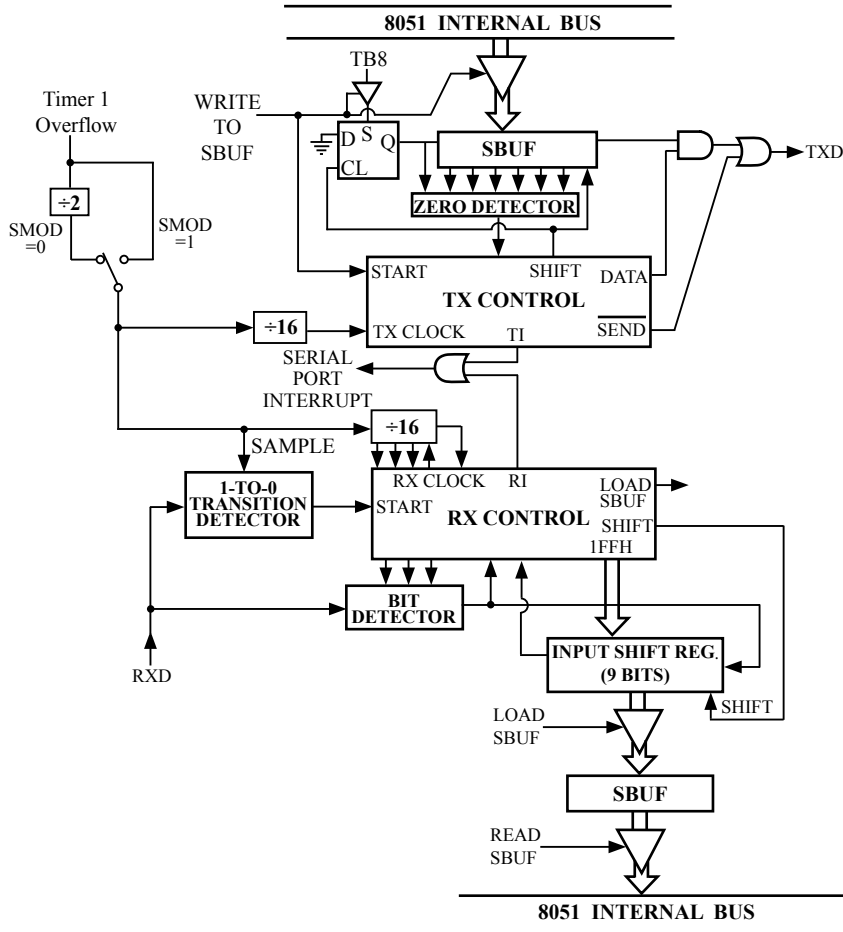 8051 INTERNAL BUS
TB8
Timer 1
Overflow
WRITE
TO
SBUF
D
S
Q
CL
SBUF
TXD
÷2
SMOD
=0
SMOD
=1
ZERO DETECTOR
START
SHIFT
DATA
TX CONTROL
÷16
TX CLOCK
TI
SEND
SERIAL
PORT
INTERRUPT
÷16
SAMPLE
1-TO-0
TRANSITION
DETECTOR
RX CLOCK
RI
LOAD
SBUF
START
RX CONTROL
SHIFT
1FFH
BIT
DETECTOR
RXD
INPUT SHIFT REG.
(9 BITS)
SHIFT
LOAD
SBUF
SBUF
READ
SBUF
8051 INTERNAL BUS